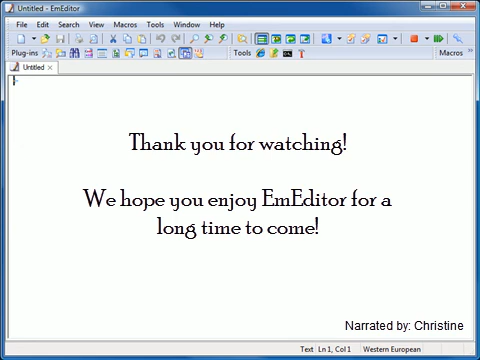 Untitled - EmEditor
File Edit Search View Macros Tools Window Help
Plug-ins Tools Macros »
Untitled
Thank you for watching!
We hope you enjoy EmEditor for a
long time to come!
Narrated by: Christine
Text Ln 1, Col 1 Western European